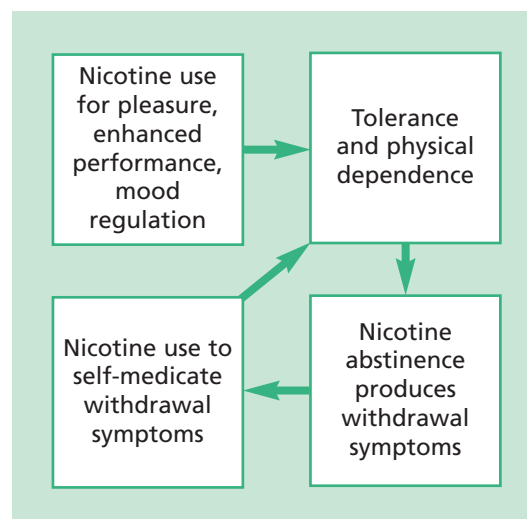 Nicotine use
for pleasure,
enhanced
performance,
mood
regulation
Tolerance
and physical
dependence
Nicotine use to
self-medicate
withdrawal
symptoms
Nicotine
abstinence
produces
withdrawal
symptoms